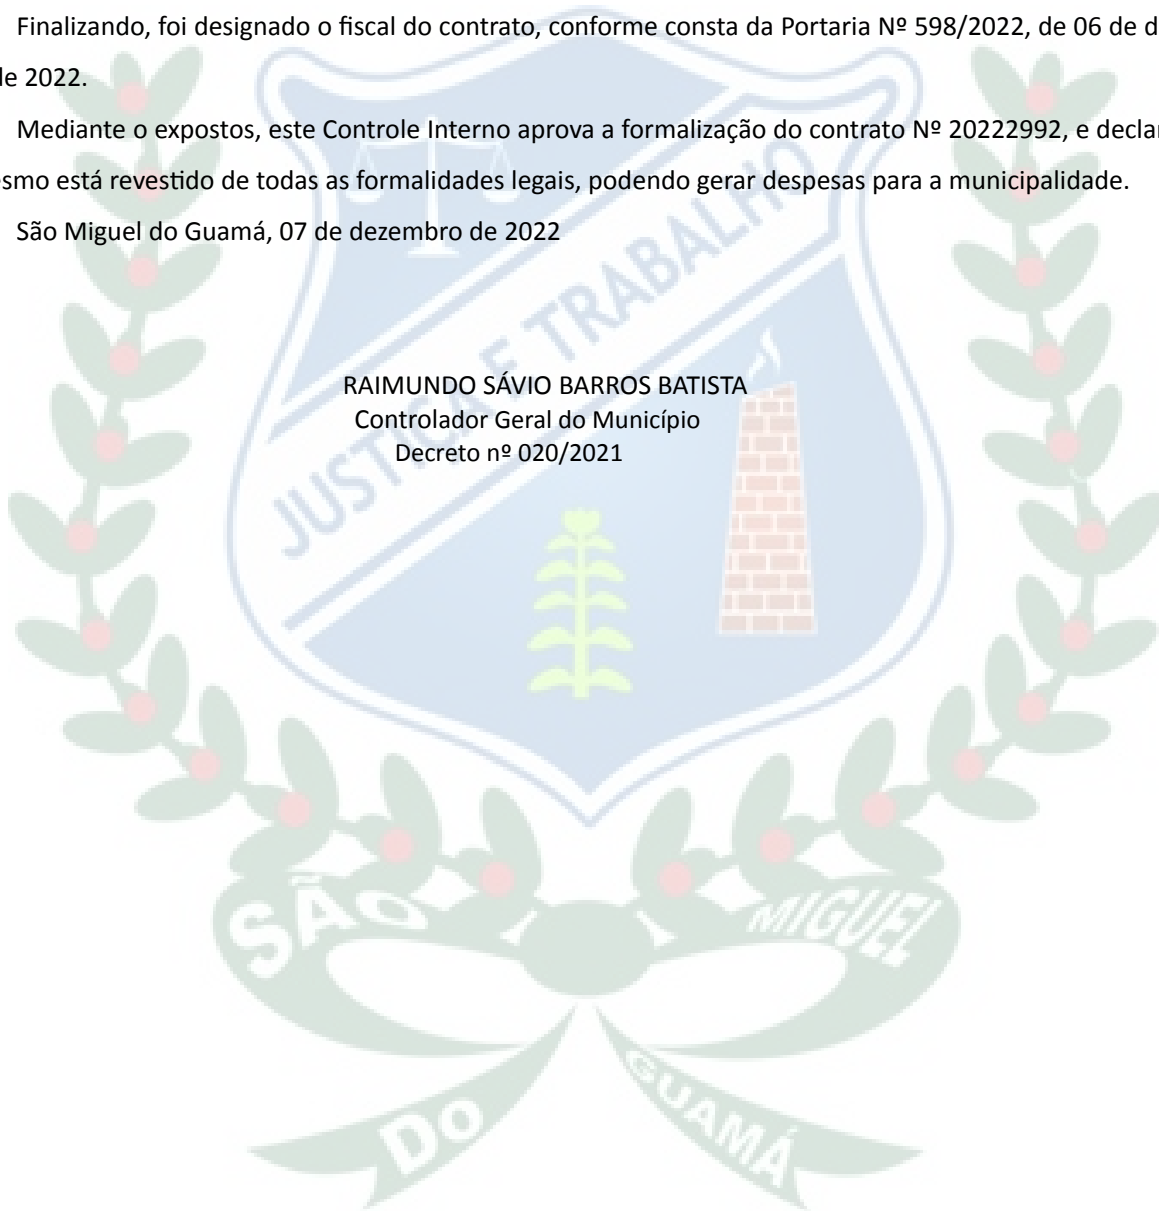 Finalizando, foi designado o fiscal do contrato, conforme consta da Portaria Nº 598/2022, de 06 de d
de 2022.
Mediante o expostos, este Controle Interno aprova a formalização do contrato Nº 20222992, e declar
esmo está revestido de todas as formalidades legais, podendo gerar despesas para a municipalidade.
São Miguel do Guamá, 07 de dezembro de 2022
JUSTIÇA E TRABALHO
RAIMUNDO SÁVIO BARROS BATISTA
Controlador Geral do Município
Decreto nº 020/2021
SÃO MIGUEL
DO GUAMÁ